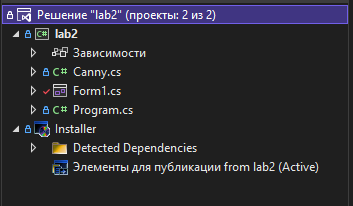 Решение "lab2" (проекты: 2 из 2)
C# lab2
Зависимости
C# Canny.cs
Form1.cs
C# Program.cs
Installer
Detected Dependencies
Элементы для публикации from lab2 (Active)